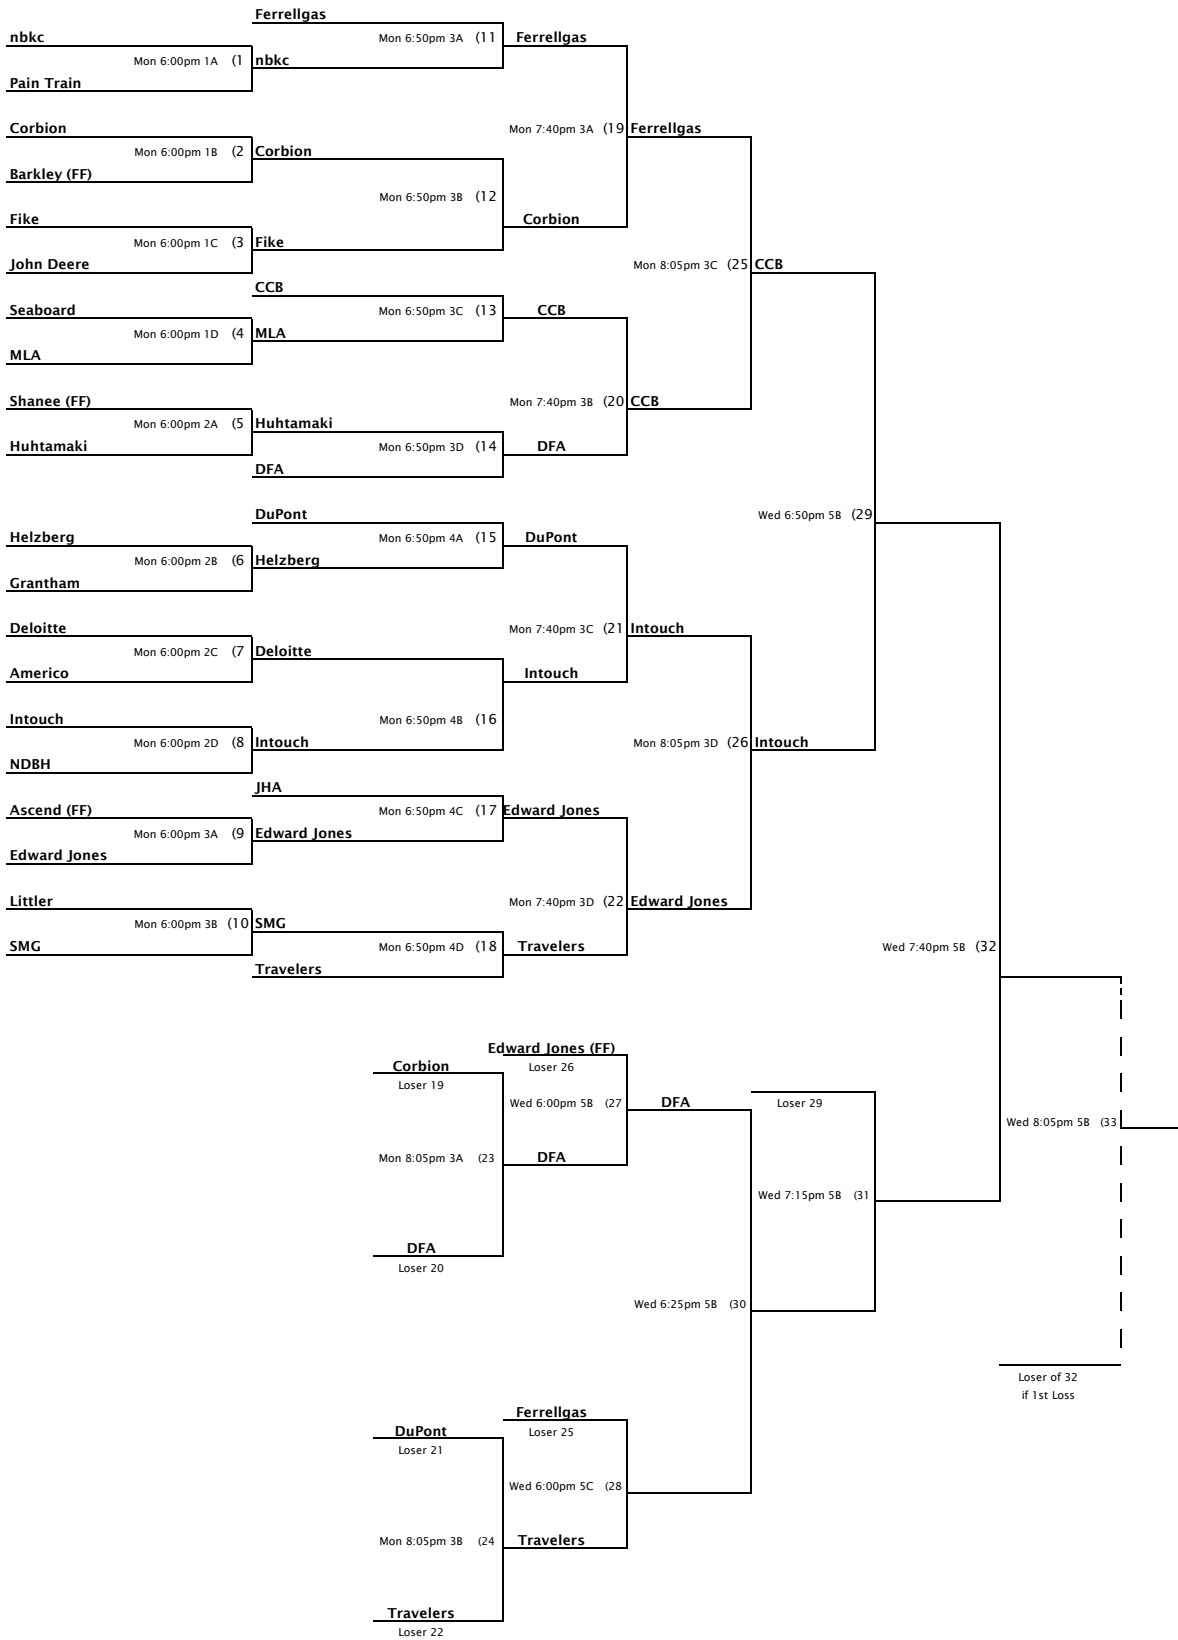 Ferrellgas
nbkc
Mon 6:50pm 3A (11
Ferrellgas
Mon 6:00pm 1A (1
nbkc
Pain Train
Corbion
Mon 7:40pm 3A (19
Ferrellgas
Mon 6:00pm 1B (2
Corbion
Barkley (FF)
Mon 6:50pm 3B (12
Fike
Corbion
Mon 6:00pm 1C (3
Fike
John Deere
Mon 8:05pm 3C (25
CCB
CCB
Seaboard
Mon 6:50pm 3C (13
CCB
Mon 6:00pm 1D (4
MLA
MLA
Shanee (FF)
Mon 7:40pm 3B (20
CCB
Mon 6:00pm 2A (5
Huhtamaki
Huhtamaki
Mon 6:50pm 3D (14
DFA
DFA
DuPont
Wed 6:50pm 5B (29
Helzberg
Mon 6:50pm 4A (15
DuPont
Mon 6:00pm 2B (6
Helzberg
Grantham
Deloitte
Mon 7:40pm 3C (21
Intouch
Mon 6:00pm 2C (7
Deloitte
Americo
Intouch
Intouch
Mon 6:50pm 4B (16
Mon 6:00pm 2D (8
Intouch
Mon 8:05pm 3D (26
Intouch
NDBH
JHA
Ascend (FF)
Mon 6:50pm 4C (17
Edward Jones
Mon 6:00pm 3A (9
Edward Jones
Edward Jones
Littler
Mon 7:40pm 3D (22
Edward Jones
Mon 6:00pm 3B (10
SMG
SMG
Mon 6:50pm 4D (18
Travelers
Wed 7:40pm 5B (32
Travelers
Edward Jones (FF)
Corbion
Loser 26
Loser 19
Wed 6:00pm 5B (27
DFA
Loser 29
Wed 8:05pm 5B (33
Mon 8:05pm 3A (23
DFA
Wed 7:15pm 5B (31
DFA
Loser 20
Wed 6:25pm 5B (30
Loser of 32
if 1st Loss
Ferrellgas
DuPont
Loser 25
Loser 21
Wed 6:00pm 5C (28
Mon 8:05pm 3B (24
Travelers
Travelers
Loser 22